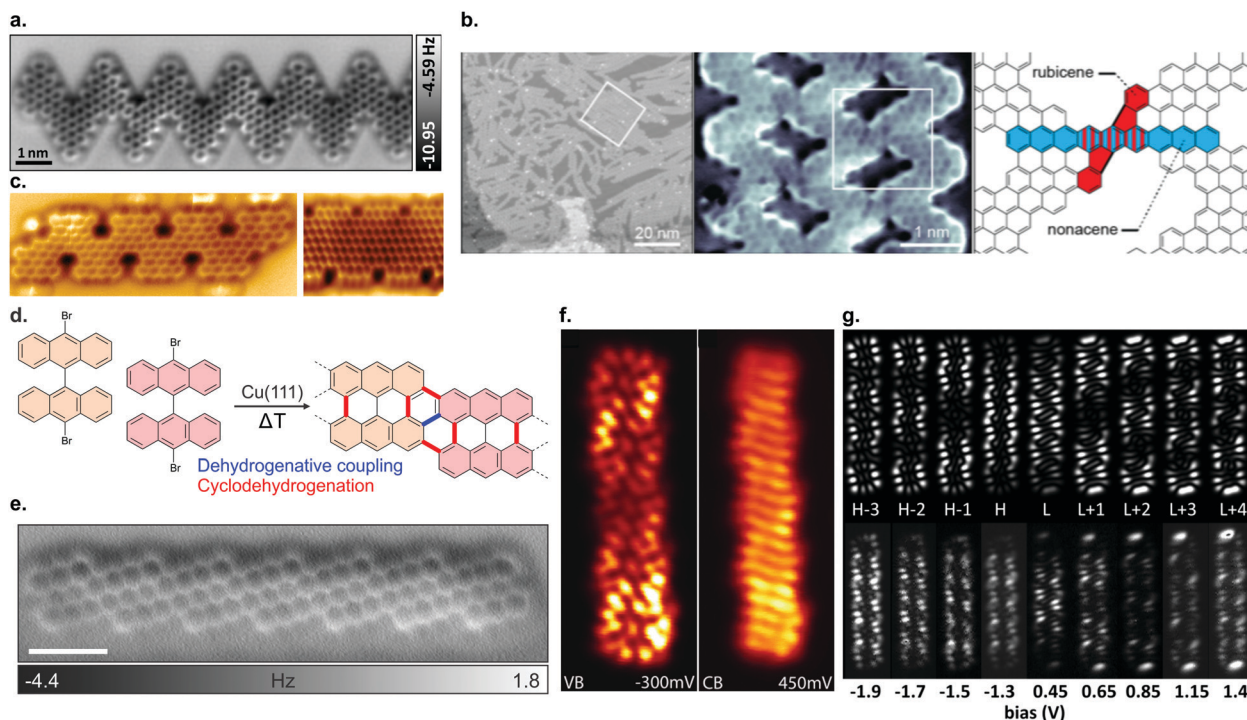 a.
-4.59 Hz
-10.95
1 nm
b.
20 nm
1 nm
rubicene
nonacene
c.
d.
Br
Br
Br
Br
Cu(111)
ΔT
Dehydrogenative coupling
Cyclodehydrogenation
e.
-4.4 Hz 1.8
f.
VB -300mV
CB 450mV
g.
H-3 H-2 H-1 H L L+1 L+2 L+3 L+4
-1.9 -1.7 -1.5 -1.3 0.45 0.65 0.85 1.15 1.4
bias (V)